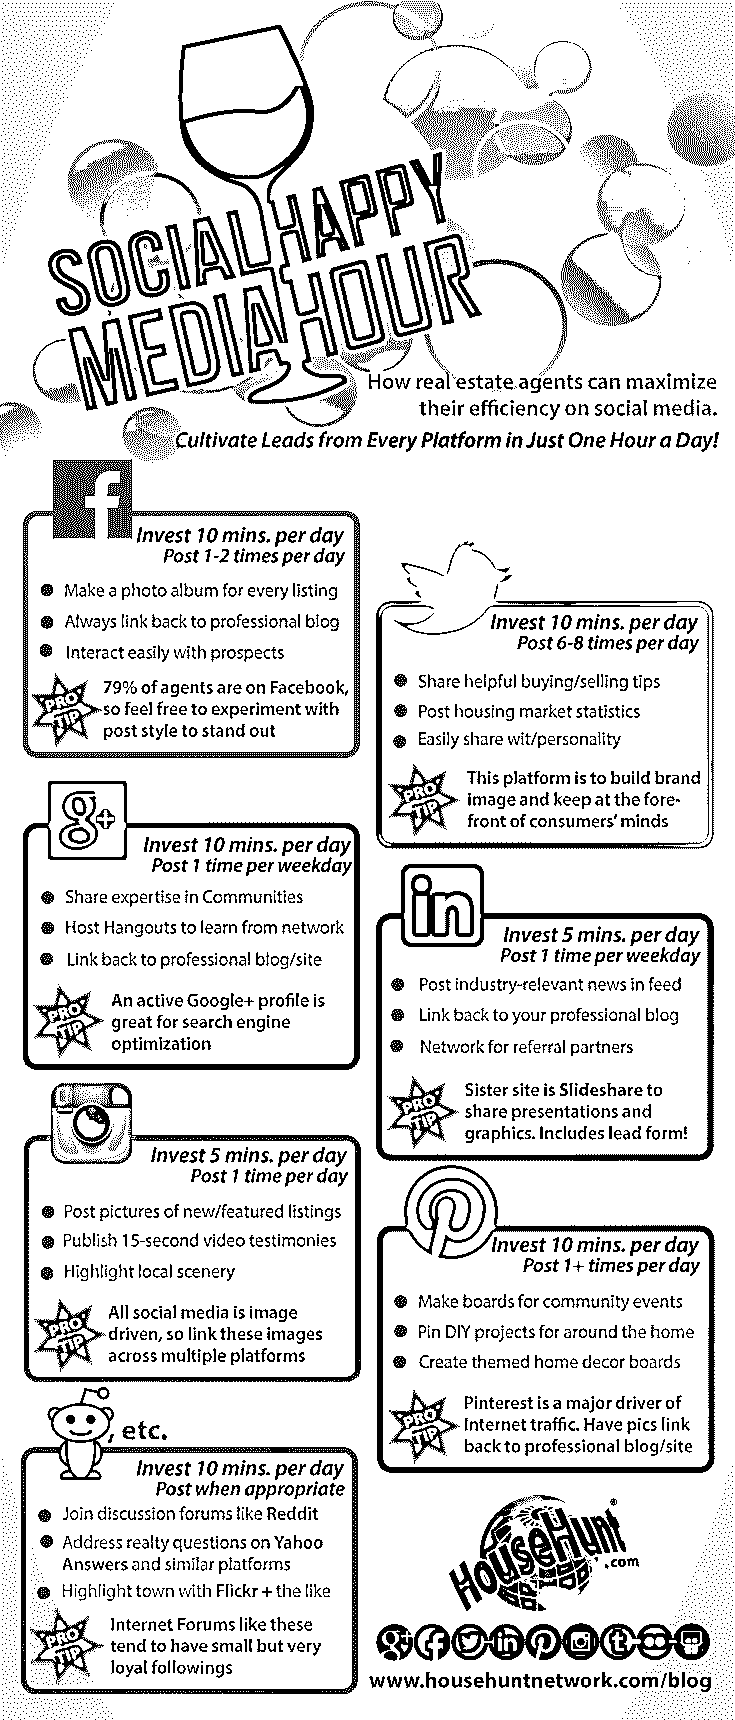 SOCIAL HAPPY
MEDIA HOUR
How real estate agents can maximize
their efficiency on social media.
Cultivate Leads from Every Platform in Just One Hour a Day!
f
Invest 10 mins. per day
Post 1-2 times per day
Make a photo album for every listing
Always link back to professional blog
Interact easily with prospects
PRO
TIP
79% of agents are on Facebook,
so feel free to experiment with
post style to stand out
Invest 10 mins. per day
Post 6-8 times per day
Share helpful buying/selling tips
Post housing market statistics
Easily share wit/personality
PRO
TIP
This platform is to build brand
image and keep at the fore-
front of consumers' minds
g+
Invest 10 mins. per day
Post 1 time per weekday
Share expertise in Communities
Host Hangouts to learn from network
Link back to professional blog/site
PRO
TIP
An active Google+ profile is
great for search engine
optimization
in
Invest 5 mins. per day
Post 1 time per weekday
Post industry-relevant news in feed
Link back to your professional blog
Network for referral partners
PRO
TIP
Sister site is Slideshare to
share presentations and
graphics. Includes lead form!
Invest 5 mins. per day
Post 1 time per day
Post pictures of new/featured listings
Publish 15-second video testimonies
Highlight local scenery
PRO
TIP
All social media is image
driven, so link these images
across multiple platforms
Invest 10 mins. per day
Post 1+ times per day
Make boards for community events
Pin DIY projects for around the home
Create themed home decor boards
PRO
TIP
Pinterest is a major driver of
Internet traffic. Have pics link
back to professional blog/site
, etc.
Invest 10 mins. per day
Post when appropriate
Join discussion forums like Reddit
Address realty questions on Yahoo
Answers and similar platforms
Highlight town with Flickr + the like
PRO
TIP
Internet Forums like these
tend to have small but very
loyal followings
HouseHunt®
.com
www.househuntnetwork.com/blog